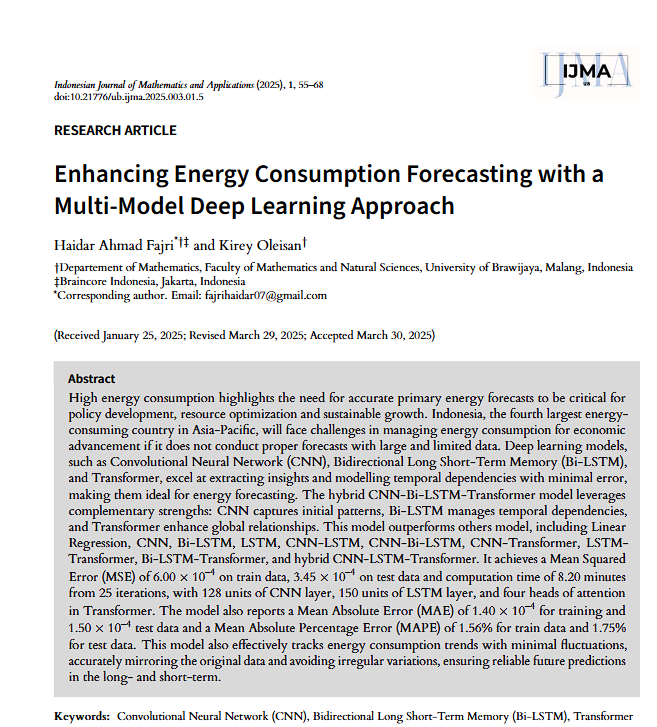 Indonesian Journal of Mathematics and Applications (2025), 1, 55–68
doi:10.21776/ub.ijma.2025.003.01.5
IJMA
UB
RESEARCH ARTICLE
Enhancing Energy Consumption Forecasting with a
Multi-Model Deep Learning Approach
Haidar Ahmad Fajri*†‡ and Kirey Oleisan†
†Departement of Mathematics, Faculty of Mathematics and Natural Sciences, University of Brawijaya, Malang, Indonesia
‡Braincore Indonesia, Jakarta, Indonesia
*Corresponding author. Email: fajrihaidar07@gmail.com
(Received January 25, 2025; Revised March 29, 2025; Accepted March 30, 2025)
Abstract
High energy consumption highlights the need for accurate primary energy forecasts to be critical for
policy development, resource optimization and sustainable growth. Indonesia, the fourth largest energy-
consuming country in Asia-Pacific, will face challenges in managing energy consumption for economic
advancement if it does not conduct proper forecasts with large and limited data. Deep learning models,
such as Convolutional Neural Network (CNN), Bidirectional Long Short-Term Memory (Bi-LSTM),
and Transformer, excel at extracting insights and modelling temporal dependencies with minimal error,
making them ideal for energy forecasting. The hybrid CNN-Bi-LSTM-Transformer model leverages
complementary strengths: CNN captures initial patterns, Bi-LSTM manages temporal dependencies,
and Transformer enhance global relationships. This model outperforms others model, including Linear
Regression, CNN, Bi-LSTM, LSTM, CNN-LSTM, CNN-Bi-LSTM, CNN-Transformer, LSTM-
Transformer, Bi-LSTM-Transformer, and hybrid CNN-LSTM-Transformer. It achieves a Mean Squared
Error (MSE) of 6.00 × 10⁻⁴ on train data, 3.45 × 10⁻⁴ on test data and computation time of 8.20 minutes
from 25 iterations, with 128 units of CNN layer, 150 units of LSTM layer, and four heads of attention
in Transformer. The model also reports a Mean Absolute Error (MAE) of 1.40 × 10⁻⁴ for training and
1.50 × 10⁻⁴ test data and a Mean Absolute Percentage Error (MAPE) of 1.56% for train data and 1.75%
for test data. This model also effectively tracks energy consumption trends with minimal fluctuations,
accurately mirroring the original data and avoiding irregular variations, ensuring reliable future predictions
in the long- and short-term.
Keywords: Convolutional Neural Network (CNN), Bidirectional Long Short-Term Memory (Bi-LSTM), Transformer